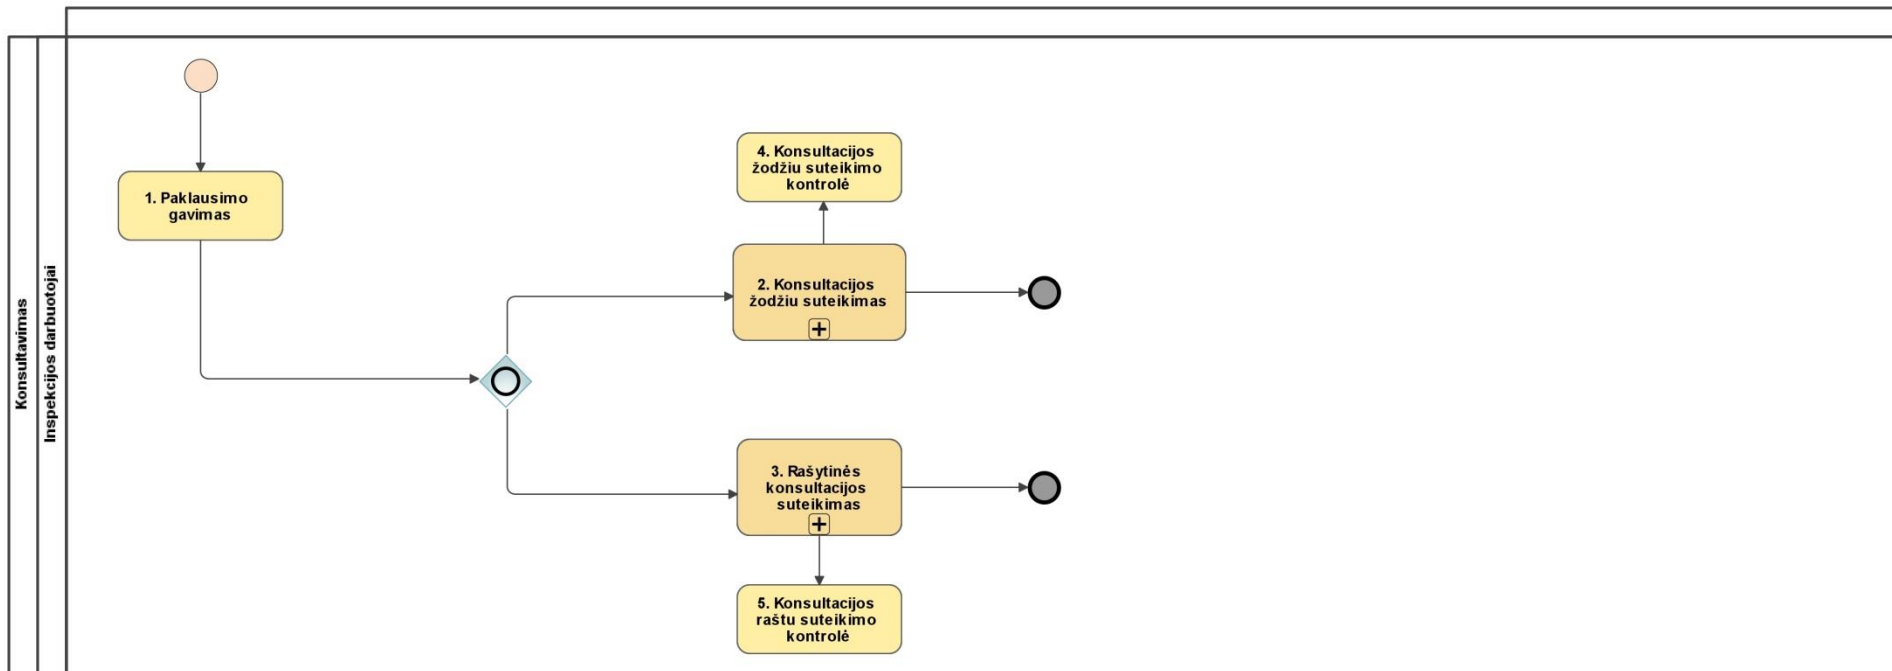 Konsultavimas
Inspekcijos darbuotojai
1. Paklausimo
gavimas
4. Konsultacijos
žodžiu suteikimo
kontrolė
2. Konsultacijos
žodžiu suteikimas
3. Rašytinės
konsultacijos
suteikimas
5. Konsultacijos
raštu suteikimo
kontrolė